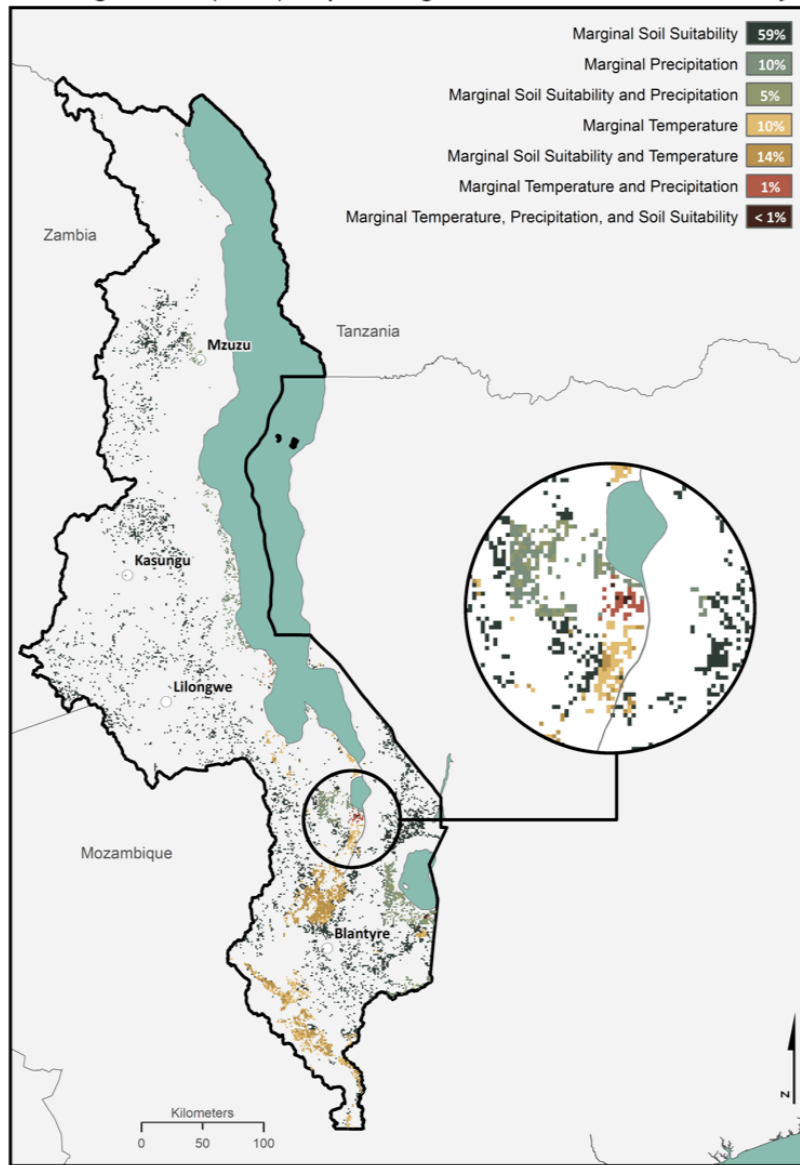 Marginal Soil Suitability 59%
Marginal Precipitation 10%
Marginal Soil Suitability and Precipitation 5%
Marginal Temperature 10%
Marginal Soil Suitability and Temperature 14%
Marginal Temperature and Precipitation 1%
Marginal Temperature, Precipitation, and Soil Suitability < 1%
Zambia
Tanzania
Mzuzu
Kasungu
Lilongwe
Mozambique
Blantyre
Kilometers
0 50 100
N